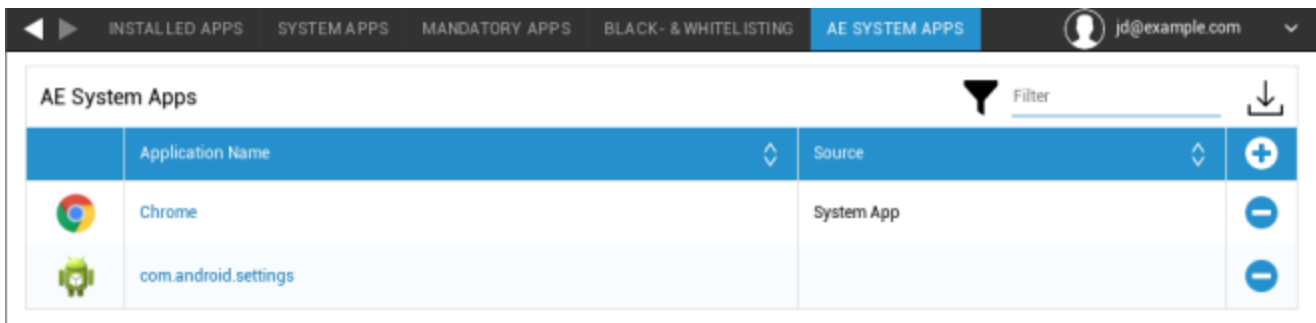 INSTALLED APPS SYSTEM APPS MANDATORY APPS BLACK- & WHITELISTING AE SYSTEM APPS jd@example.com
AE System Apps Filter
Application Name Source
Chrome System App
com.android.settings